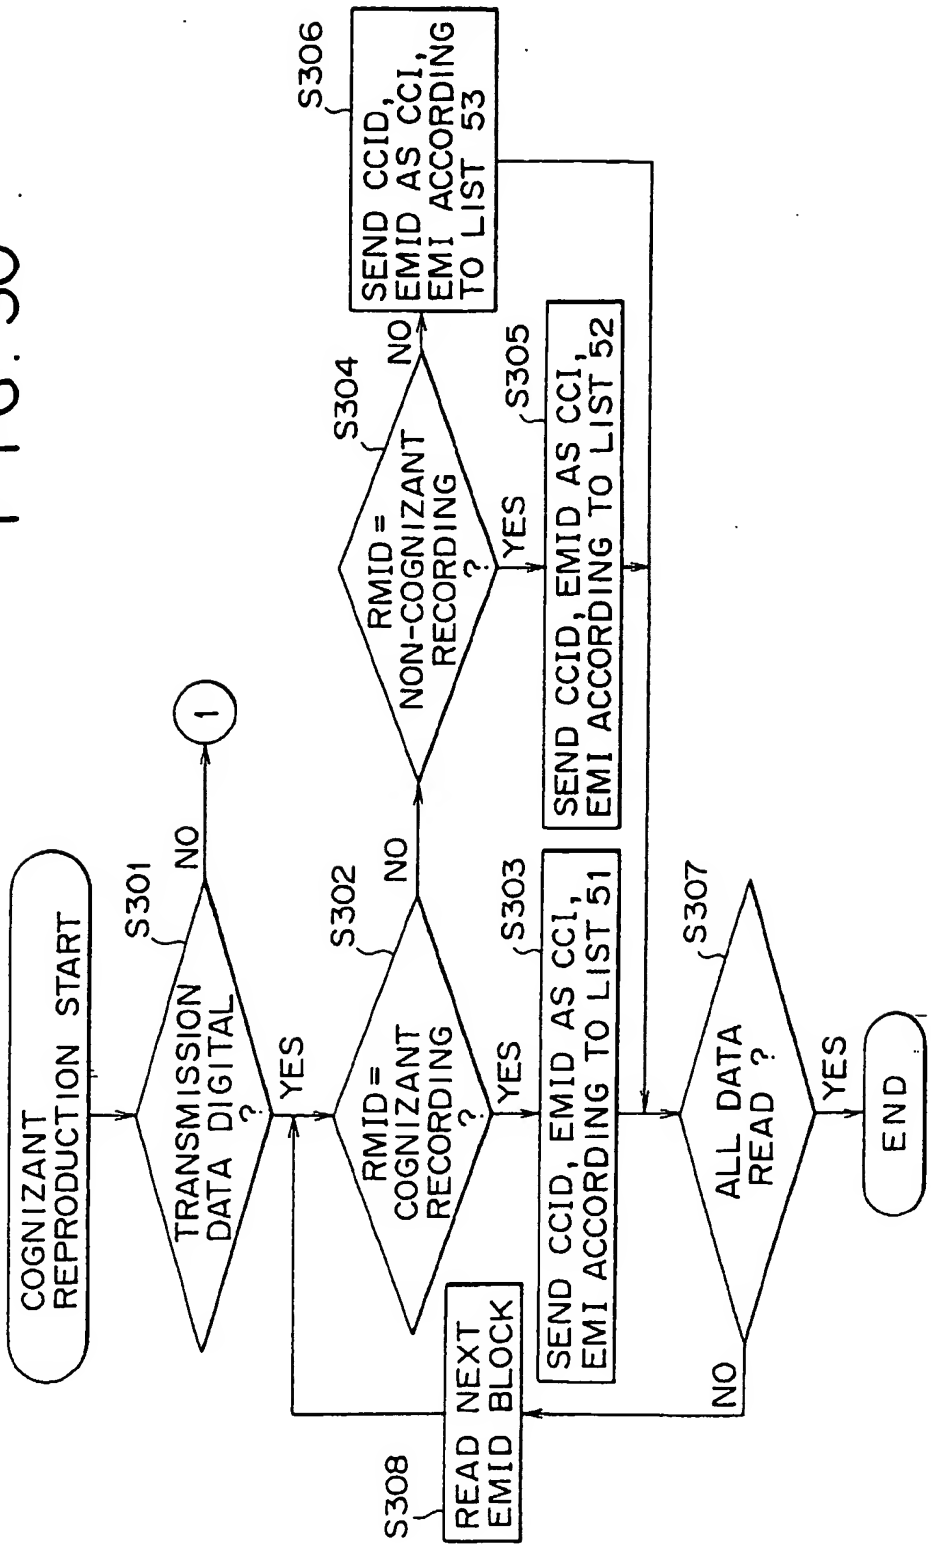 COGNIZANT
REPRODUCTION START
S301
TRANSMISSION
DATA DIGITAL
?
NO
1
YES
S302
RMID=
COGNIZANT
RECORDING
?
NO
YES
S304
RMID=
NON-COGNIZANT
RECORDING
?
NO
YES
S306
SEND CCID,
EMID AS CCI,
EMI ACCORDING
TO LIST 53
S303
SEND CCID, EMID AS CCI,
EMI ACCORDING TO LIST 51
S305
SEND CCID, EMID AS CCI,
EMI ACCORDING TO LIST 52
S307
ALL DATA
READ ?
NO
YES
S308
READ NEXT
EMID BLOCK
END